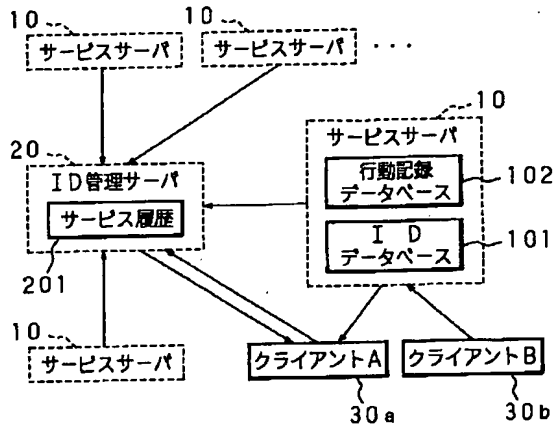 10
サービスサーバ
10
サービスサーバ
・・・
10
サービスサーバ
行動記録
データベース
102
I D
データベース
101
20
ID管理サーバ
サービス履歴
201
10
サービスサーバ
クライアントA
30a
クライアントB
30b